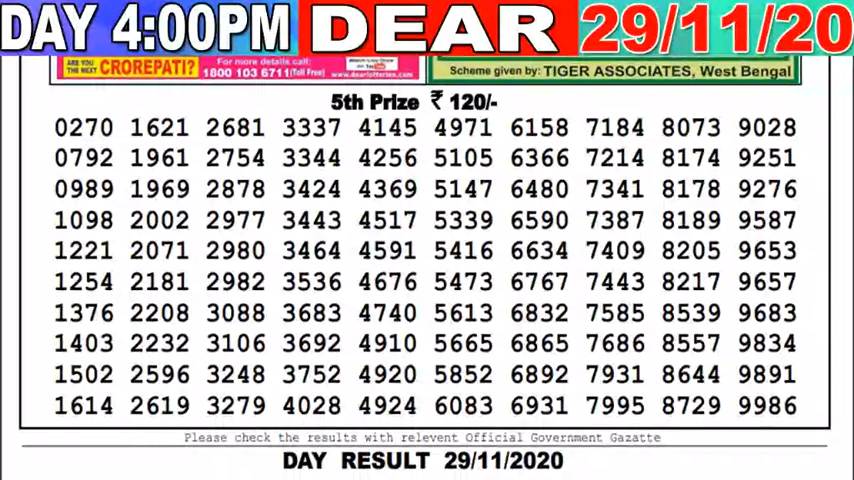 DAY 4:00PM DEAR 29/11/20
ARE YOU THE NEXT CROREPATI?
For more details call:
1800 103 6711(Toll Free)
www.dearlotteries.com
Scheme given by: TIGER ASSOCIATES, West Bengal
5th Prize ₹ 120/-
0270 1621 2681 3337 4145 4971 6158 7184 8073 9028
0792 1961 2754 3344 4256 5105 6366 7214 8174 9251
0989 1969 2878 3424 4369 5147 6480 7341 8178 9276
1098 2002 2977 3443 4517 5339 6590 7387 8189 9587
1221 2071 2980 3464 4591 5416 6634 7409 8205 9653
1254 2181 2982 3536 4676 5473 6767 7443 8217 9657
1376 2208 3088 3683 4740 5613 6832 7585 8539 9683
1403 2232 3106 3692 4910 5665 6865 7686 8557 9834
1502 2596 3248 3752 4920 5852 6892 7931 8644 9891
1614 2619 3279 4028 4924 6083 6931 7995 8729 9986
Please check the results with relevent Official Government Gazatte
DAY RESULT 29/11/2020